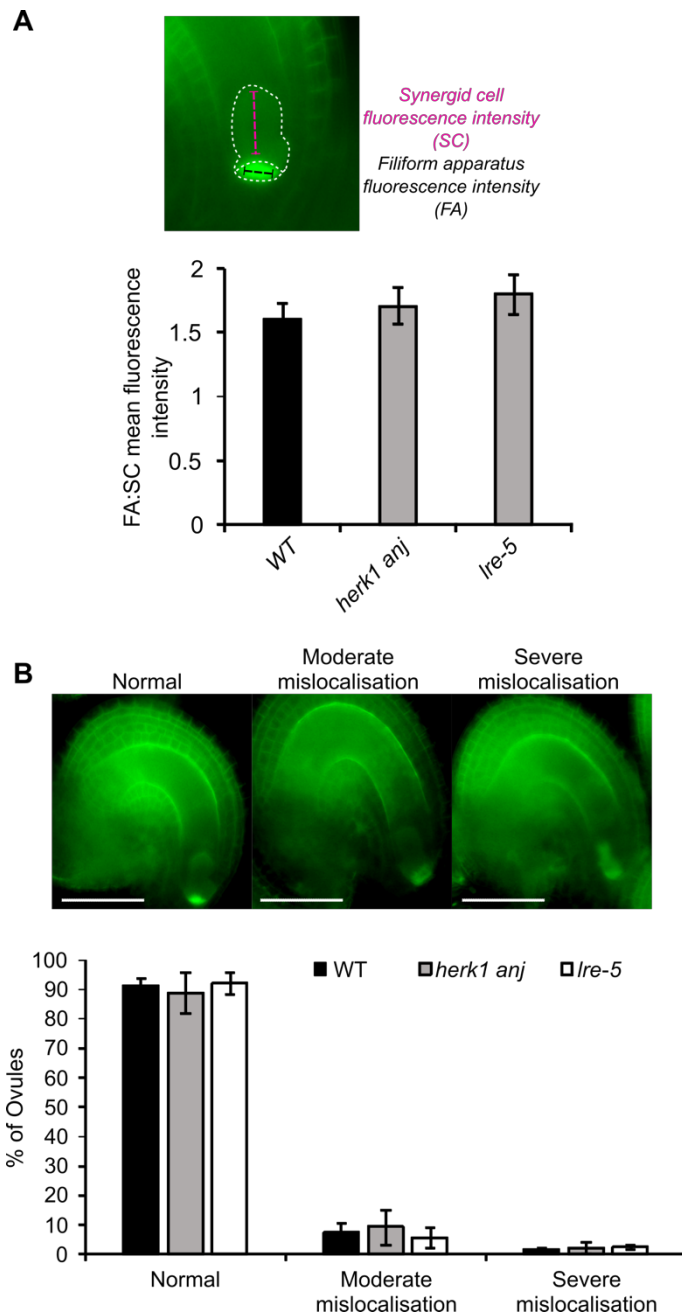 A
Synergid cell
fluorescence intensity
(SC)
Filiform apparatus
fluorescence intensity
(FA)
FA:SC mean fluorescence
intensity
2
1.5
1
0.5
0
WT
herk1 anj
lre-5
B
Normal
Moderate
mislocalisation
Severe
mislocalisation
% of Ovules
100
90
80
70
60
50
40
30
20
10
0
WT
herk1 anj
lre-5
Normal
Moderate
mislocalisation
Severe
mislocalisation